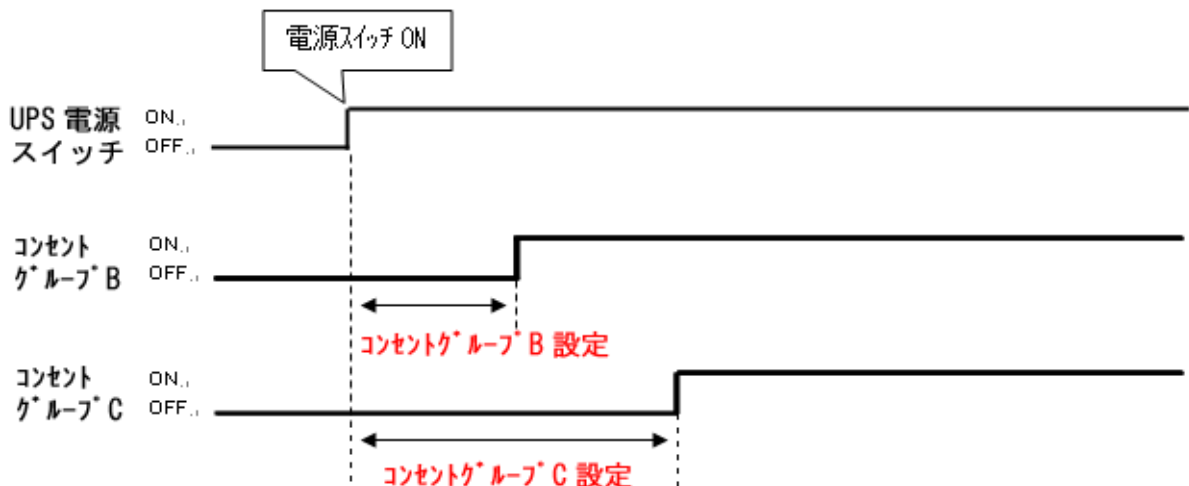 電源ｽｲｯﾁ ON
UPS 電源 ON
スイッチ OFF
ｺﾝｾﾝﾄ ON
ｸﾞﾙｰﾌﾟB OFF
ｺﾝｾﾝﾄｸﾞﾙｰﾌﾟB 設定
ｺﾝｾﾝﾄ ON
ｸﾞﾙｰﾌﾟC OFF
ｺﾝｾﾝﾄｸﾞﾙｰﾌﾟC 設定